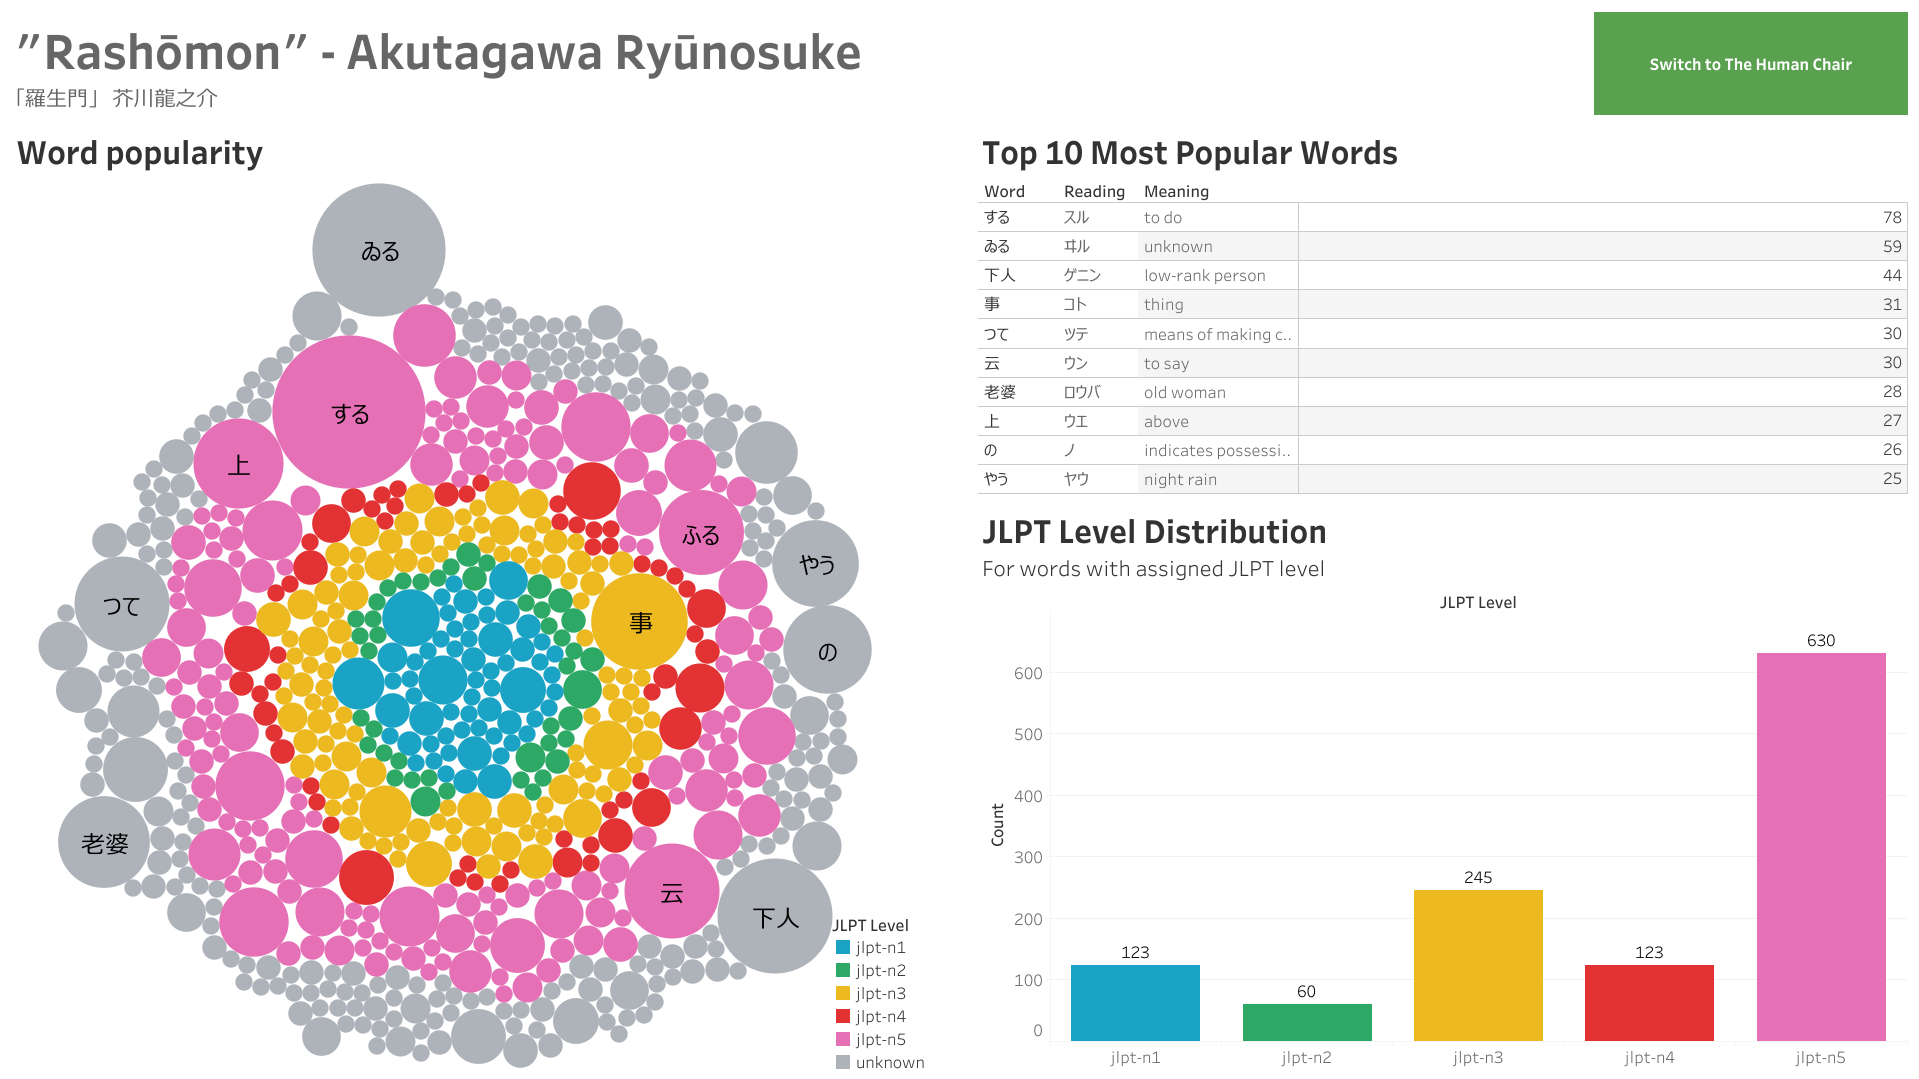 ”Rashōmon” - Akutagawa Ryūnosuke
「羅生門」 芥川龍之介
Switch to The Human Chair
Word popularity
ゐる
する
上
ふる
やう
つて
事
の
老婆
云
下人
JLPT Level
jlpt-n1
jlpt-n2
jlpt-n3
jlpt-n4
jlpt-n5
unknown
Top 10 Most Popular Words
Word Reading Meaning
する スル to do 78
ゐる ヰル unknown 59
下人 ゲニン low-rank person 44
事 コト thing 31
つて ツテ means of making c.. 30
云 ウン to say 30
老婆 ロウバ old woman 28
上 ウエ above 27
の ノ indicates possessi.. 26
やう ヤウ night rain 25
JLPT Level Distribution
For words with assigned JLPT level
JLPT Level
Count
600
500
400
300
200
100
0
123
60
245
123
630
jlpt-n1 jlpt-n2 jlpt-n3 jlpt-n4 jlpt-n5